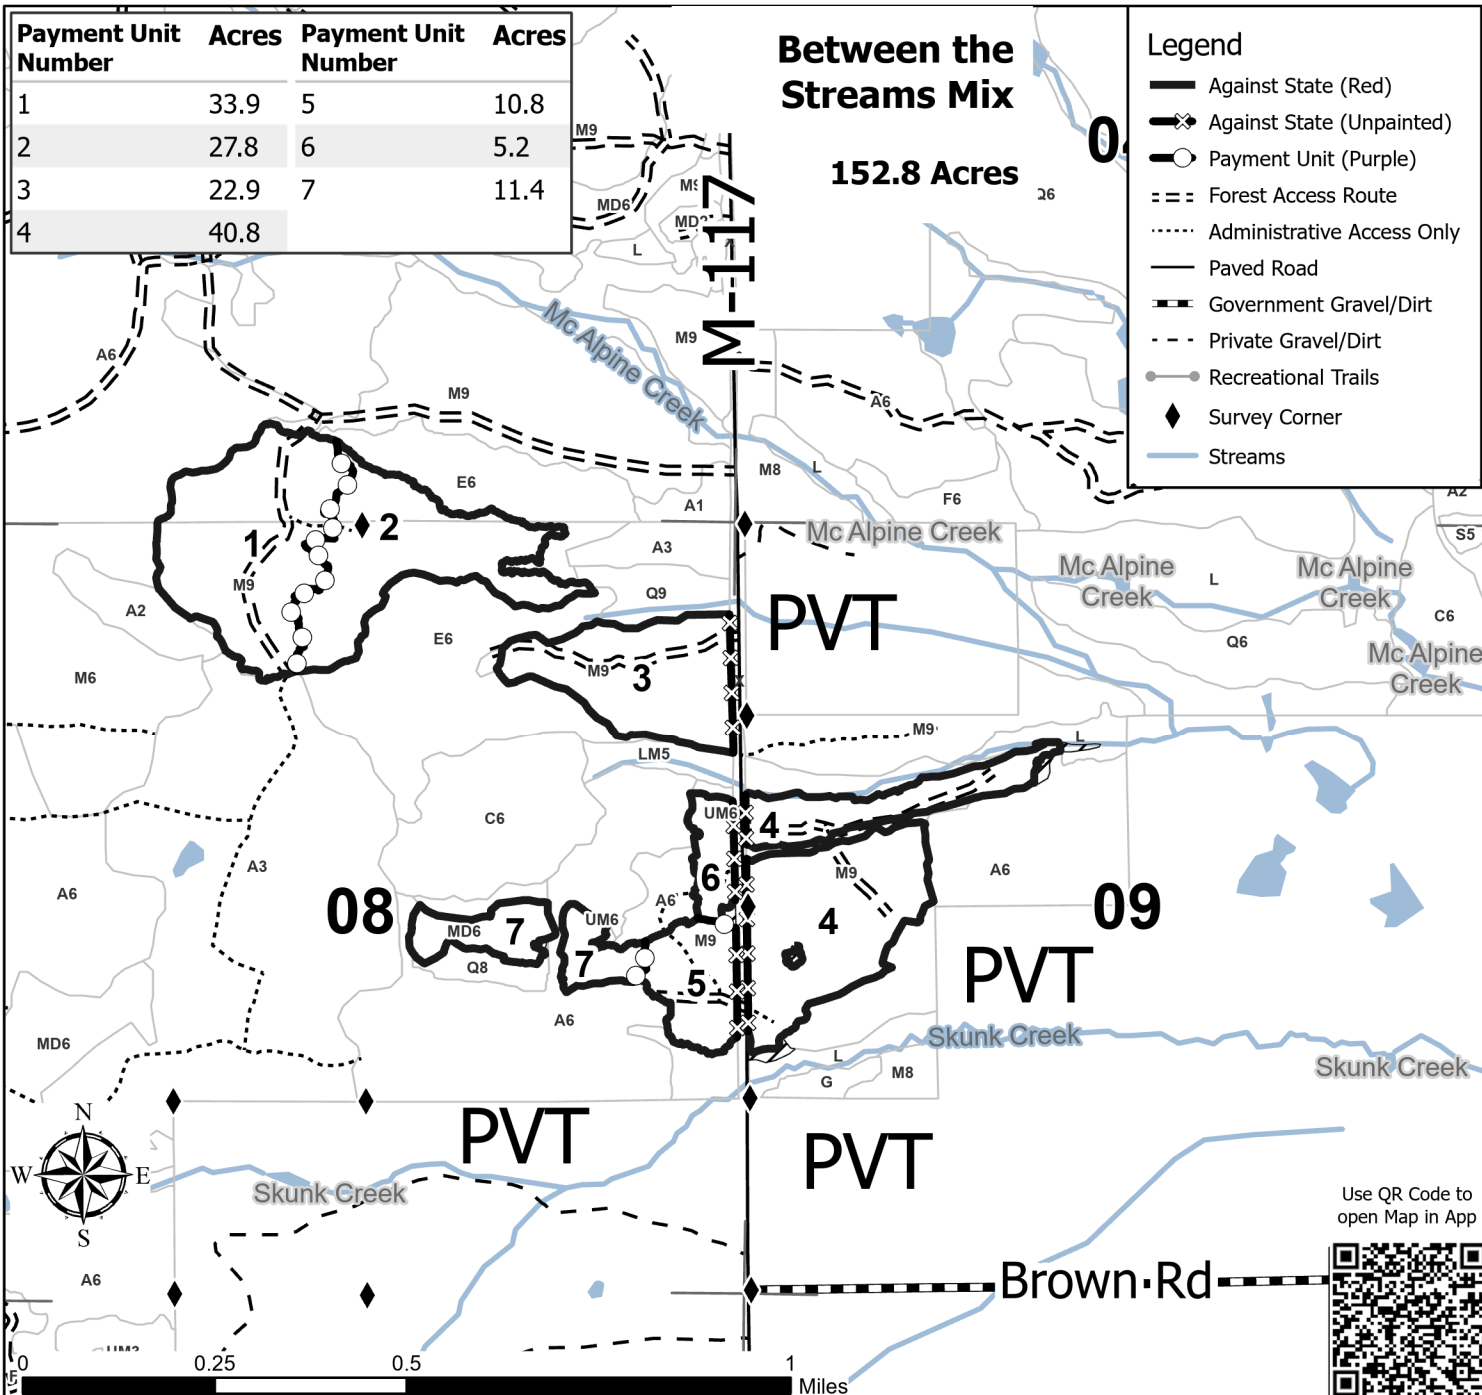 Payment Unit Number Acres Payment Unit Number Acres
1 33.9 5 10.8
2 27.8 6 5.2
3 22.9 7 11.4
4 40.8
Between the
Streams Mix
152.8 Acres
Legend
Against State (Red)
Against State (Unpainted)
Payment Unit (Purple)
Forest Access Route
Administrative Access Only
Paved Road
Government Gravel/Dirt
Private Gravel/Dirt
Recreational Trails
Survey Corner
Streams
M9
MD6
L
M-117
Q6
Mc Alpine Creek
M9
A6
M9
A6
E6
M8
L
F6
A2
A1
S5
1
2
Mc Alpine Creek
A3
M9
Q9
Mc Alpine
Creek
L
Mc Alpine
Creek
A2
PVT
C6
E6
Q6
Mc Alpine
Creek
M9
3
M6
M9
L
LM5
UM6
4
C6
A3
6
M9
A6
A6
08
A6
09
UM6
4
MD6
7
M9
7
Q8
5
PVT
A6
Skunk Creek
MD6
L
M8
G
Skunk Creek
N
W E
S
PVT
PVT
Skunk Creek
Use QR Code to
open Map in App
A6
Brown Rd
0 0.25 0.5 1
Miles